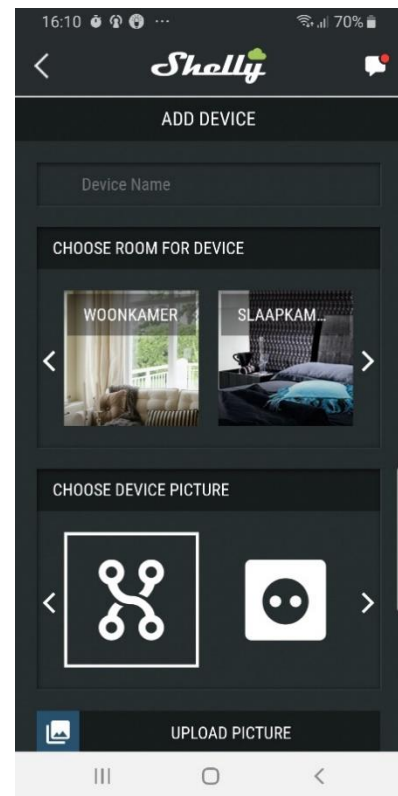 16:10 ... 70%
Shelly
ADD DEVICE
Device Name
CHOOSE ROOM FOR DEVICE
WOONKAMER SLAAPKAM...
CHOOSE DEVICE PICTURE
UPLOAD PICTURE